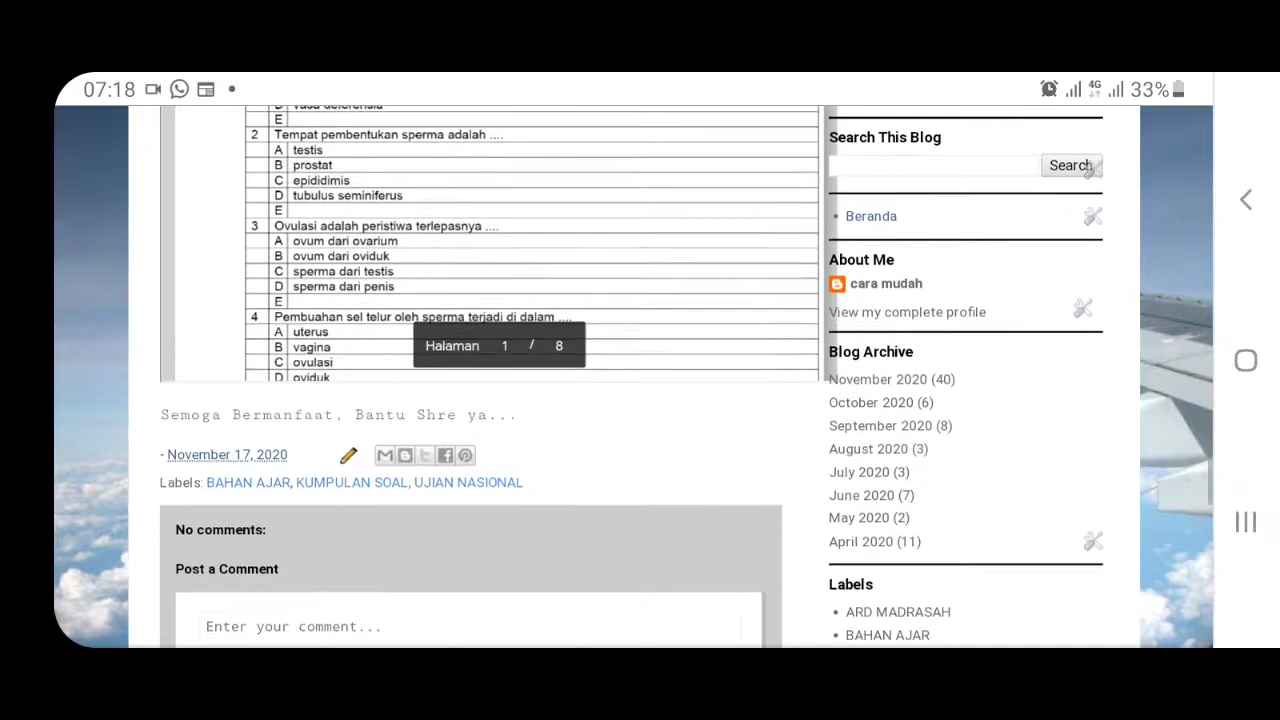 07:18
4G
33%
E
2 Tempat pembentukan sperma adalah ....
A testis
B prostat
C epididimis
D tubulus seminiferus
E
3 Ovulasi adalah peristiwa terlepasnya ....
A ovum dari ovarium
B ovum dari oviduk
C sperma dari testis
D sperma dari penis
E
4 Pembuahan sel telur oleh sperma terjadi di dalam ....
A uterus
B vagina
C ovulasi
D oviduk
Halaman 1 / 8
Semoga Bermanfaat, Bantu Shre ya...
- November 17, 2020
Labels: BAHAN AJAR, KUMPULAN SOAL, UJIAN NASIONAL
No comments:
Post a Comment
Enter your comment...
Search This Blog
Search
Beranda
About Me
cara mudah
View my complete profile
Blog Archive
November 2020 (40)
October 2020 (6)
September 2020 (8)
August 2020 (3)
July 2020 (3)
June 2020 (7)
May 2020 (2)
April 2020 (11)
Labels
ARD MADRASAH
BAHAN AJAR